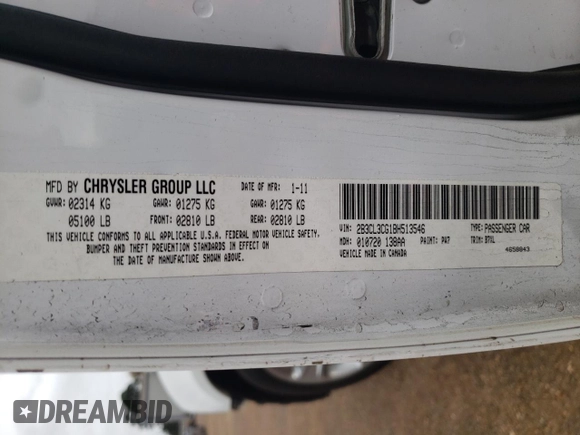 MFD BY CHRYSLER GROUP LLC DATE OF MFR: 1-11
GVWR: 02314 KG GAWR: 01275 KG GAWR: 01275 KG
05100 LB FRONT: 02810 LB REAR: 02810 LB
THIS VEHICLE CONFORMS TO ALL APPLICABLE U.S.A. FEDERAL MOTOR VEHICLE SAFETY,
BUMPER AND THEFT PREVENTION STANDARDS IN EFFECT ON
THE DATE OF MANUFACTURE SHOWN ABOVE.
VIN: 2B3CL3CG1BH513546 TYPE: PASSENGER CAR
MDH: 010720 138AA PAINT: PW7 TRIM: B7XL
VEHICLE MADE IN CANADA 4658843
DREAMBID